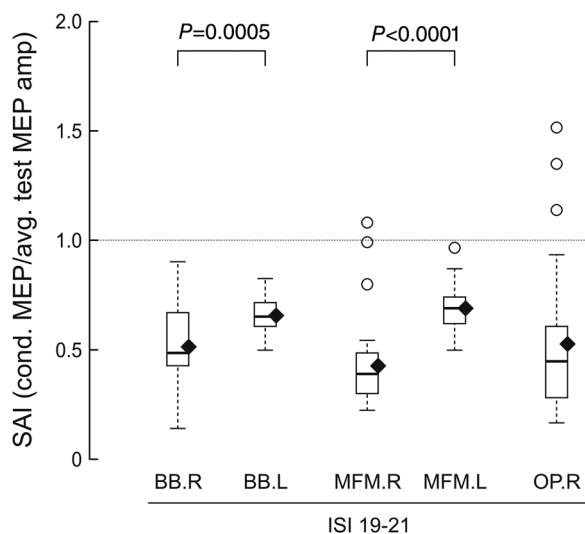 2.0
P=0.0005
P<0.0001
1.5
1.0
0.5
0
SAI (cond. MEP/avg. test MEP amp)
BB.R BB.L MFM.R MFM.L OP.R
ISI 19-21